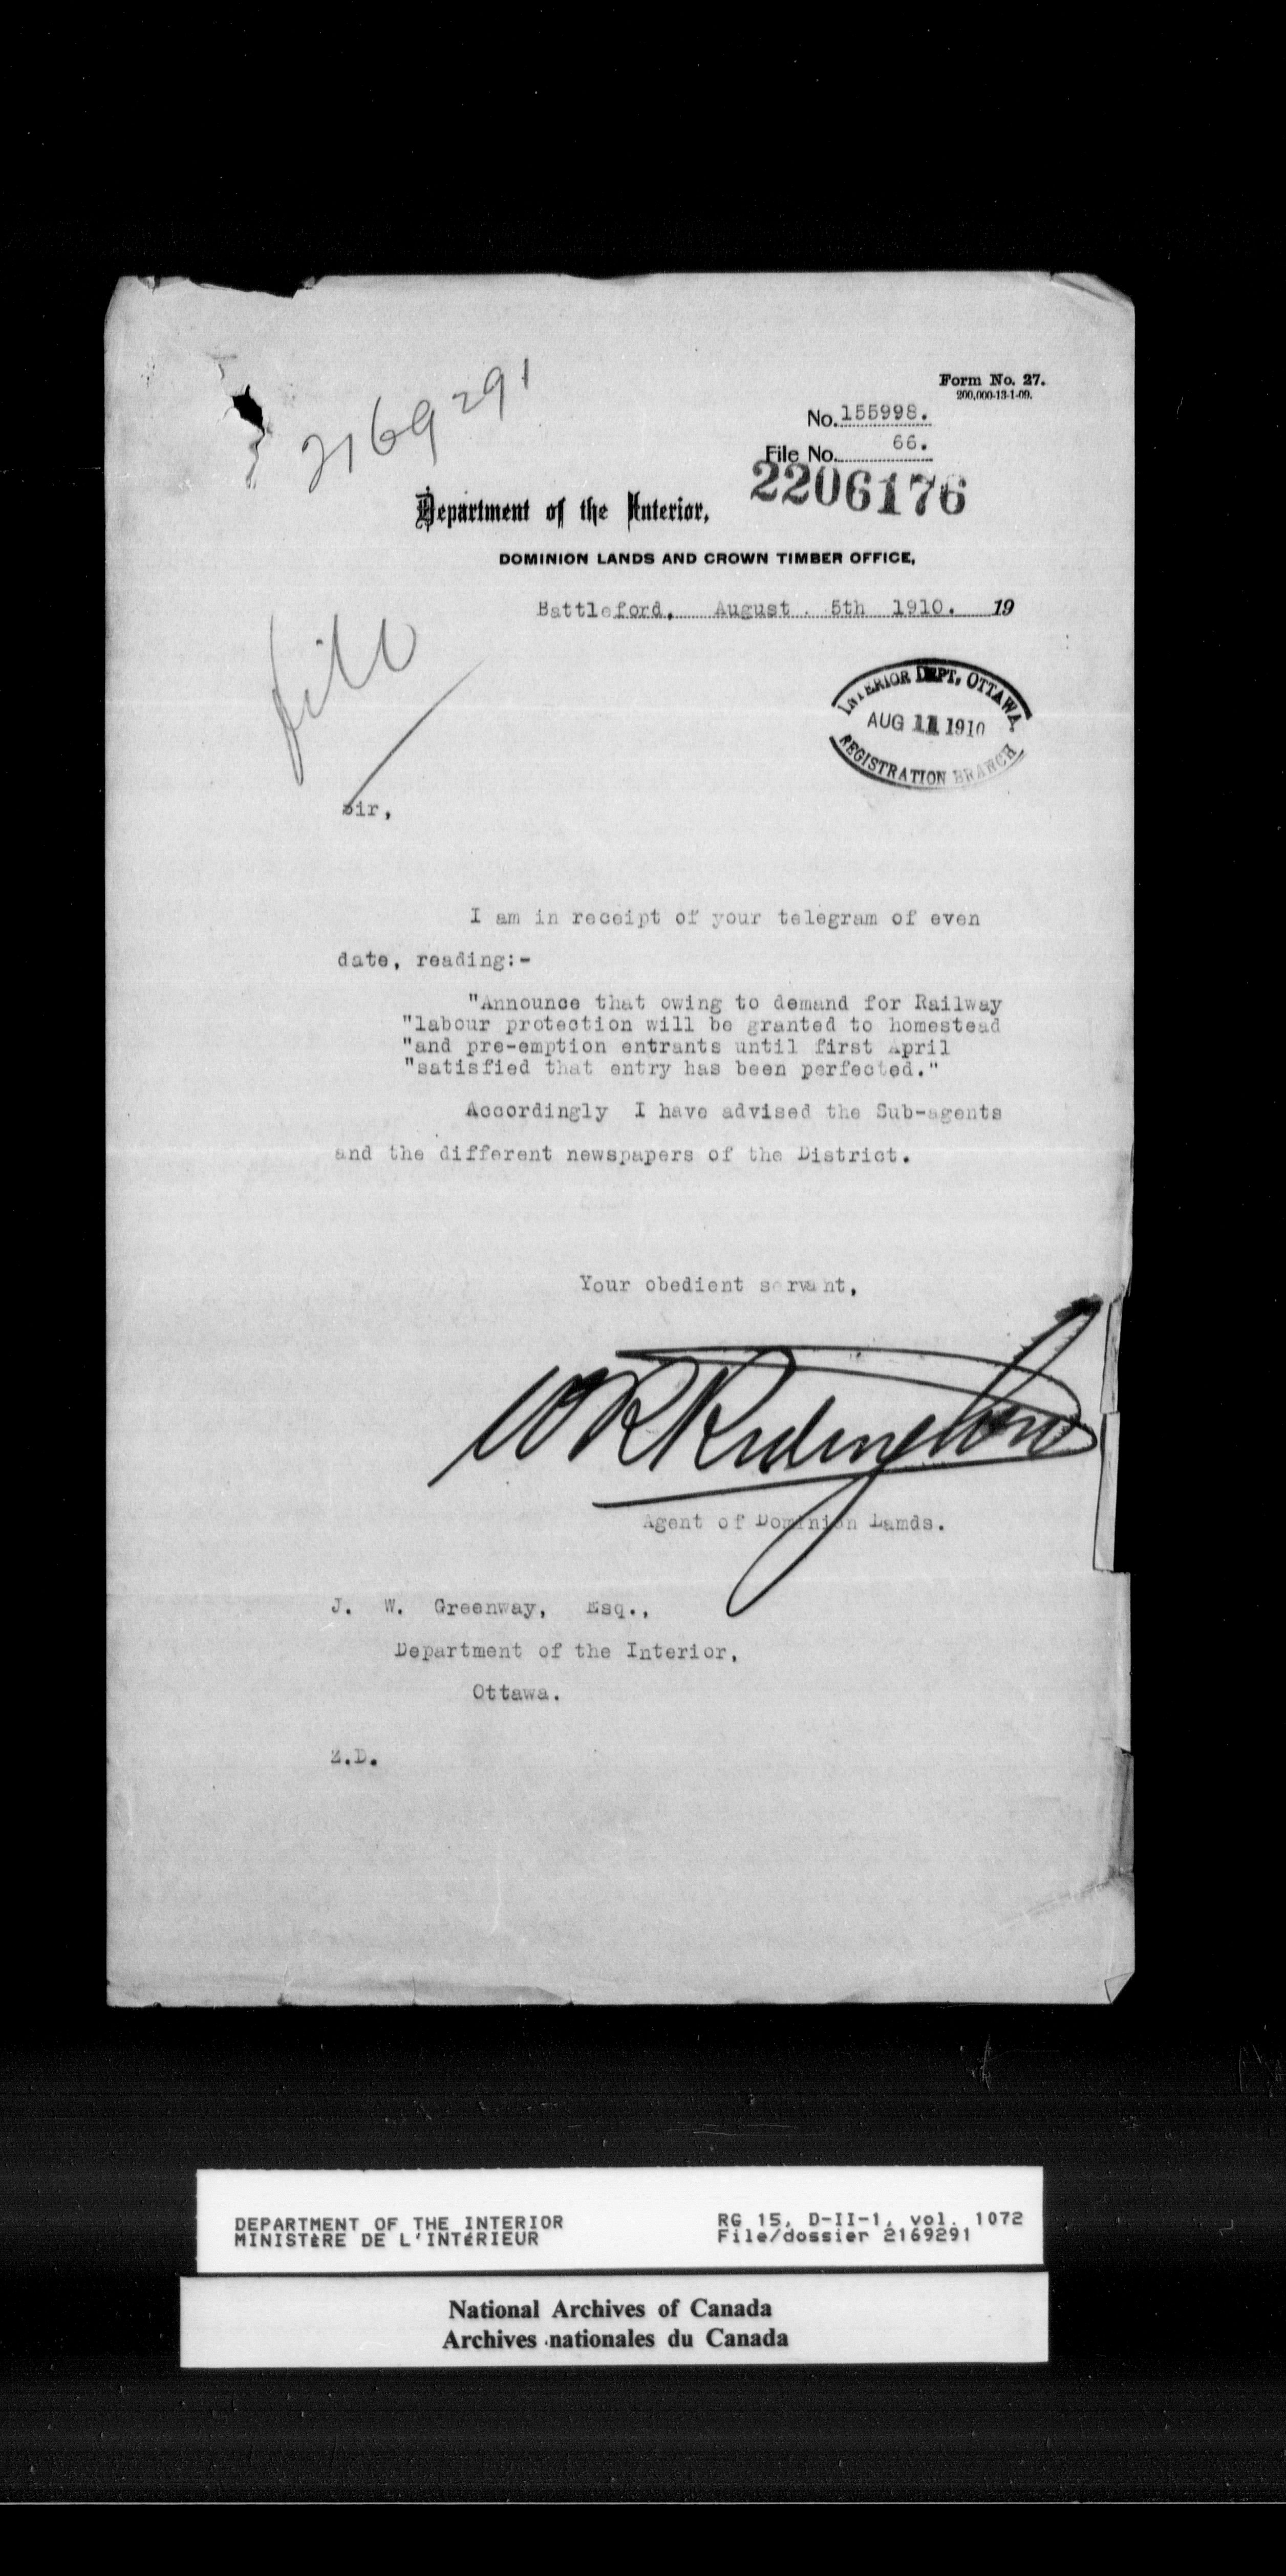 Form No. 27.
200,000-13-1-09.
2169291
No. 155998.
File No. 66.
2206176
Department of the Interior,
DOMINION LANDS AND CROWN TIMBER OFFICE,
Battleford, August 5th 1910. 19
file
INTERIOR DEPT, OTTAWA.
AUG 11 1910
REGISTRATION BRANCH
Sir,
I am in receipt of your telegram of even
date, reading:-
"Announce that owing to demand for Railway
"labour protection will be granted to homestead
"and pre-emption entrants until first April
"satisfied that entry has been perfected."
Accordingly I have advised the Sub-agents
and the different newspapers of the District.
Your obedient servant,
Agent of Dominion Lamds.
J. W. Greenway, Esq.,
Department of the Interior,
Ottawa.
Z.D.
DEPARTMENT OF THE INTERIOR
MINISTÈRE DE L'INTÉRIEUR
RG 15, D-II-1, vol. 1072
File/dossier 2169291
National Archives of Canada
Archives nationales du Canada